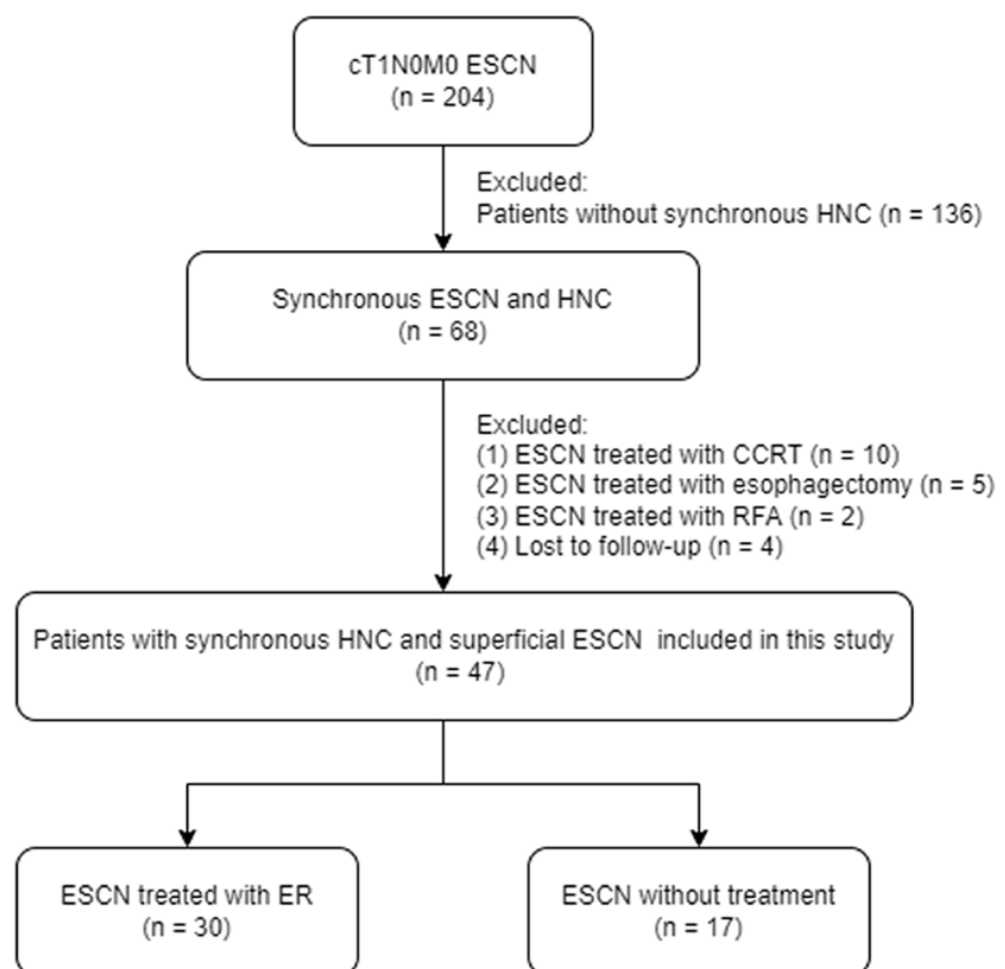 cT1N0M0 ESCN
(n = 204)
Excluded:
Patients without synchronous HNC (n = 136)
Synchronous ESCN and HNC
(n = 68)
Excluded:
(1) ESCN treated with CCRT (n = 10)
(2) ESCN treated with esophagectomy (n = 5)
(3) ESCN treated with RFA (n = 2)
(4) Lost to follow-up (n = 4)
Patients with synchronous HNC and superficial ESCN  included in this study
(n = 47)
ESCN treated with ER
(n = 30)
ESCN without treatment
(n = 17)